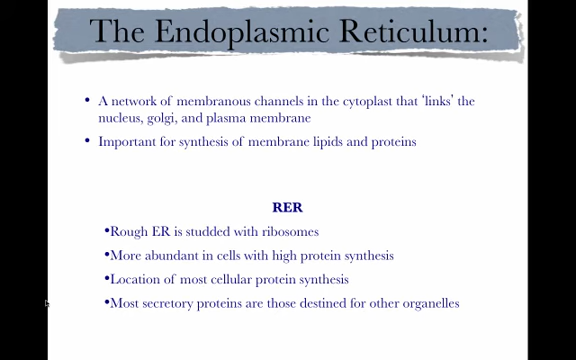 The Endoplasmic Reticulum:
• A network of membranous channels in the cytoplast that 'links' the
nucleus, golgi, and plasma membrane
• Important for synthesis of membrane lipids and proteins
RER
•Rough ER is studded with ribosomes
•More abundant in cells with high protein synthesis
•Location of most cellular protein synthesis
•Most secretory proteins are those destined for other organelles